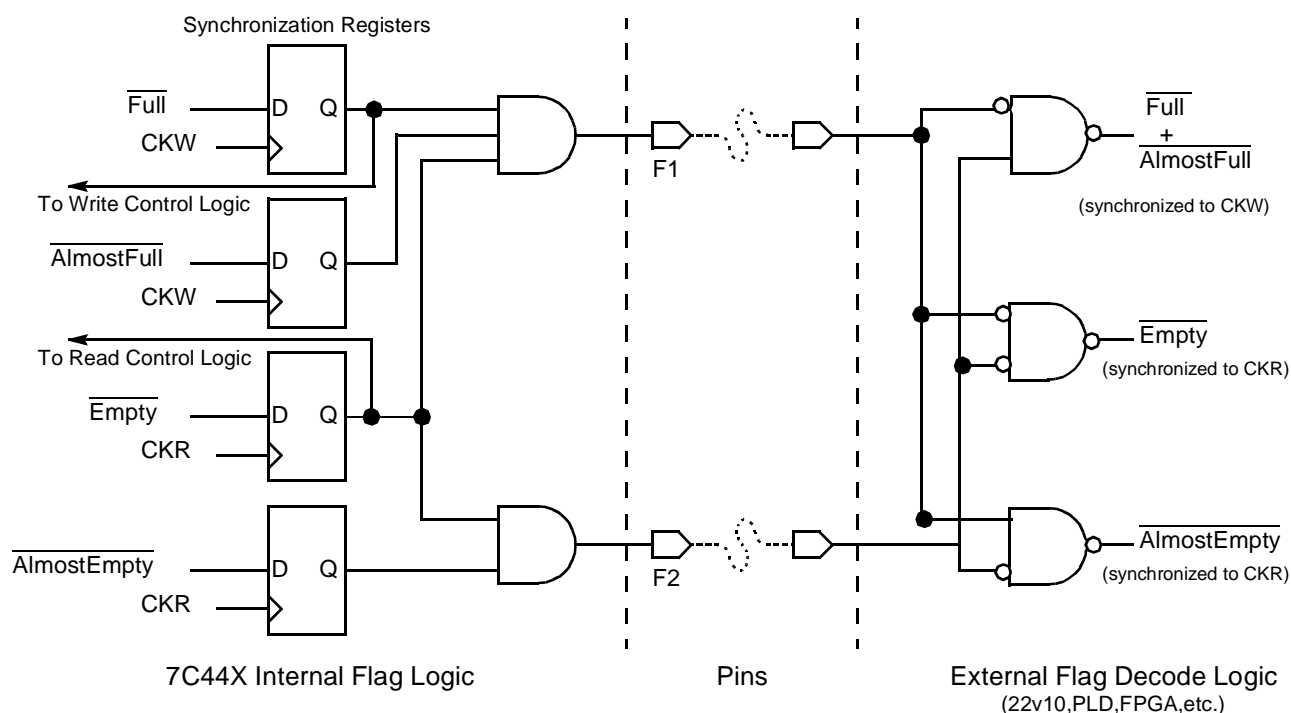 Synchronization Registers
Full
D
Q
CKW
To Write Control Logic
AlmostFull
D
Q
CKW
To Read Control Logic
Empty
D
Q
CKR
AlmostEmpty
D
Q
CKR
F1
F2
Full
+
AlmostFull
(synchronized to CKW)
Empty
(synchronized to CKR)
AlmostEmpty
(synchronized to CKR)
7C44X Internal Flag Logic
Pins
External Flag Decode Logic
(22v10,PLD,FPGA,etc.)